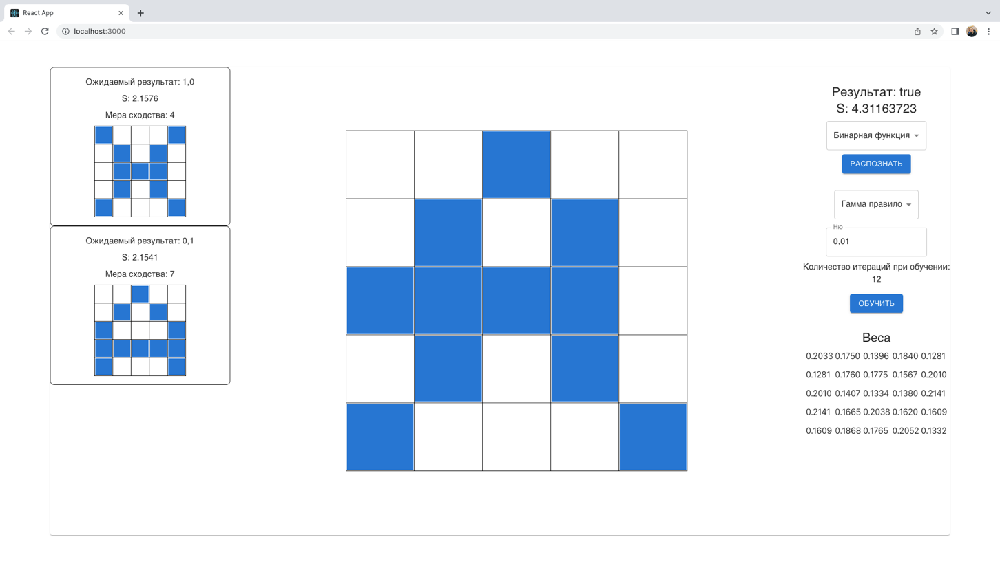 React App
localhost:3000
Ожидаемый результат: 1,0
S: 2.1576
Мера сходства: 4
Ожидаемый результат: 0,1
S: 2.1541
Мера сходства: 7
Результат: true
S: 4.31163723
Бинарная функция
РАСПОЗНАТЬ
Гамма правило
Ню
0,01
Количество итераций при обучении:
12
ОБУЧИТЬ
Веса
0.2033 0.1750 0.1396 0.1840 0.1281
0.1281 0.1760 0.1775 0.1567 0.2010
0.2010 0.1407 0.1334 0.1380 0.2141
0.2141 0.1665 0.2038 0.1620 0.1609
0.1609 0.1868 0.1765 0.2052 0.1332